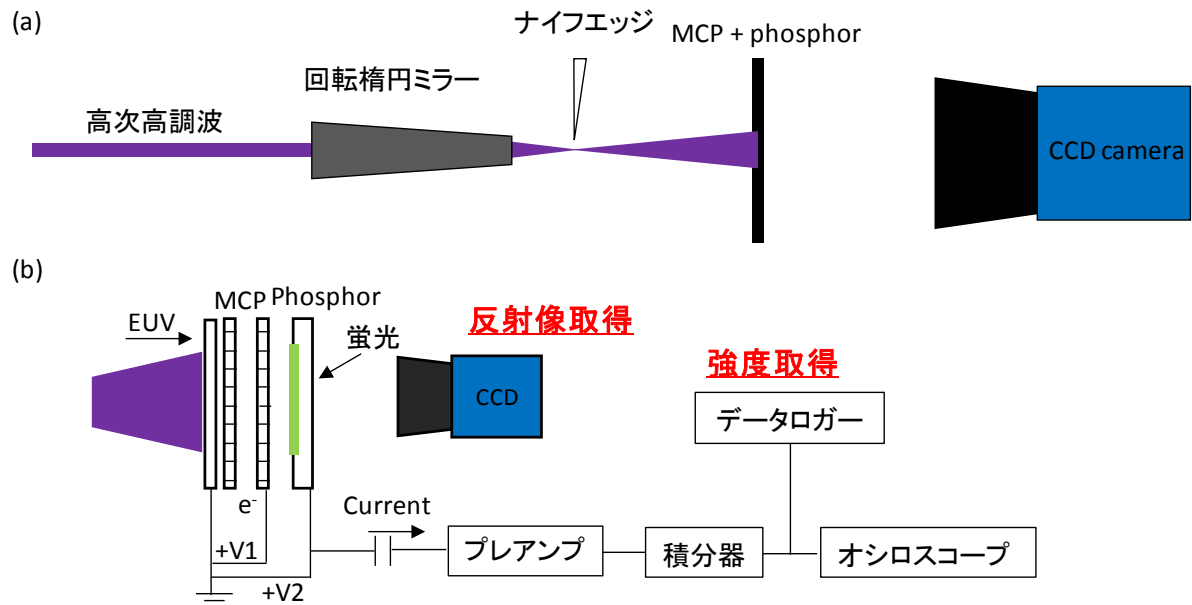 (a)
ナイフエッジ
MCP + phosphor
回転楕円ミラー
高次高調波
CCD camera
(b)
MCP
Phosphor
EUV
蛍光
反射像取得
強度取得
CCD
データロガー
e-
Current
+V1
プレアンプ
積分器
オシロスコープ
+V2